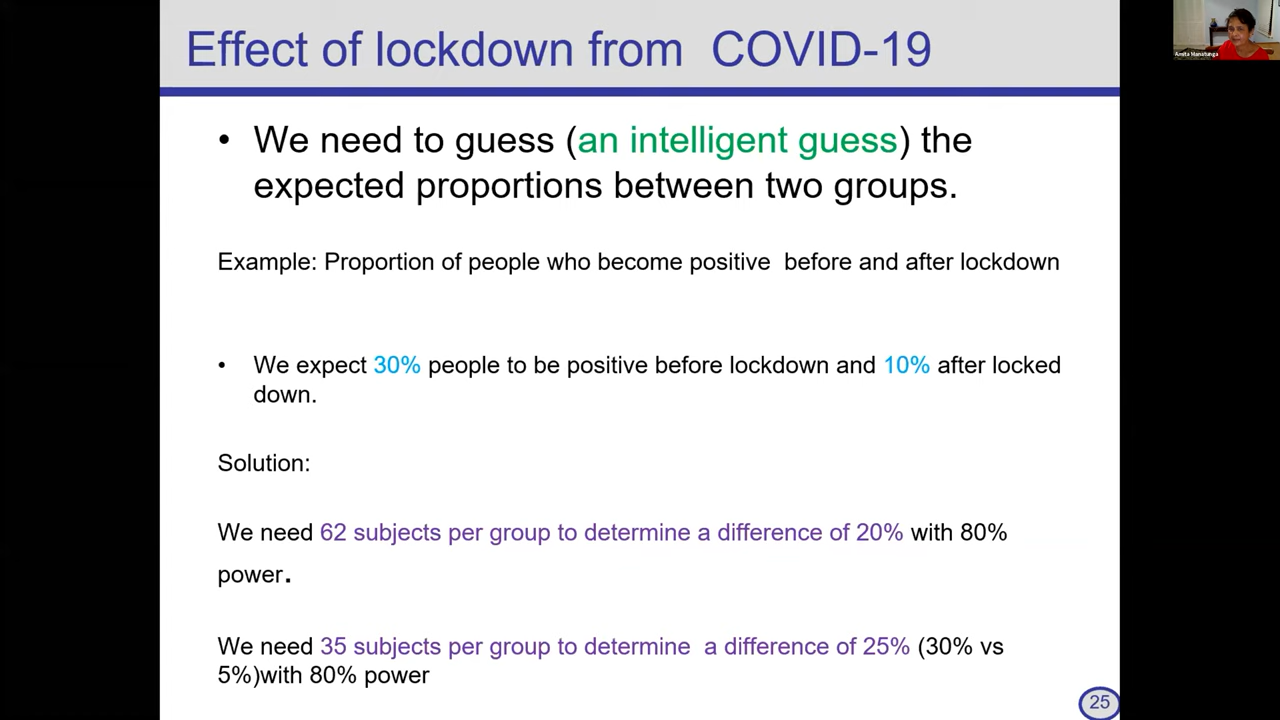 Effect of lockdown from COVID-19
Amita Manatunga
• We need to guess (an intelligent guess) the
expected proportions between two groups.
Example: Proportion of people who become positive before and after lockdown
• We expect 30% people to be positive before lockdown and 10% after locked
down.
Solution:
We need 62 subjects per group to determine a difference of 20% with 80%
power.
We need 35 subjects per group to determine a difference of 25% (30% vs
5%)with 80% power
25